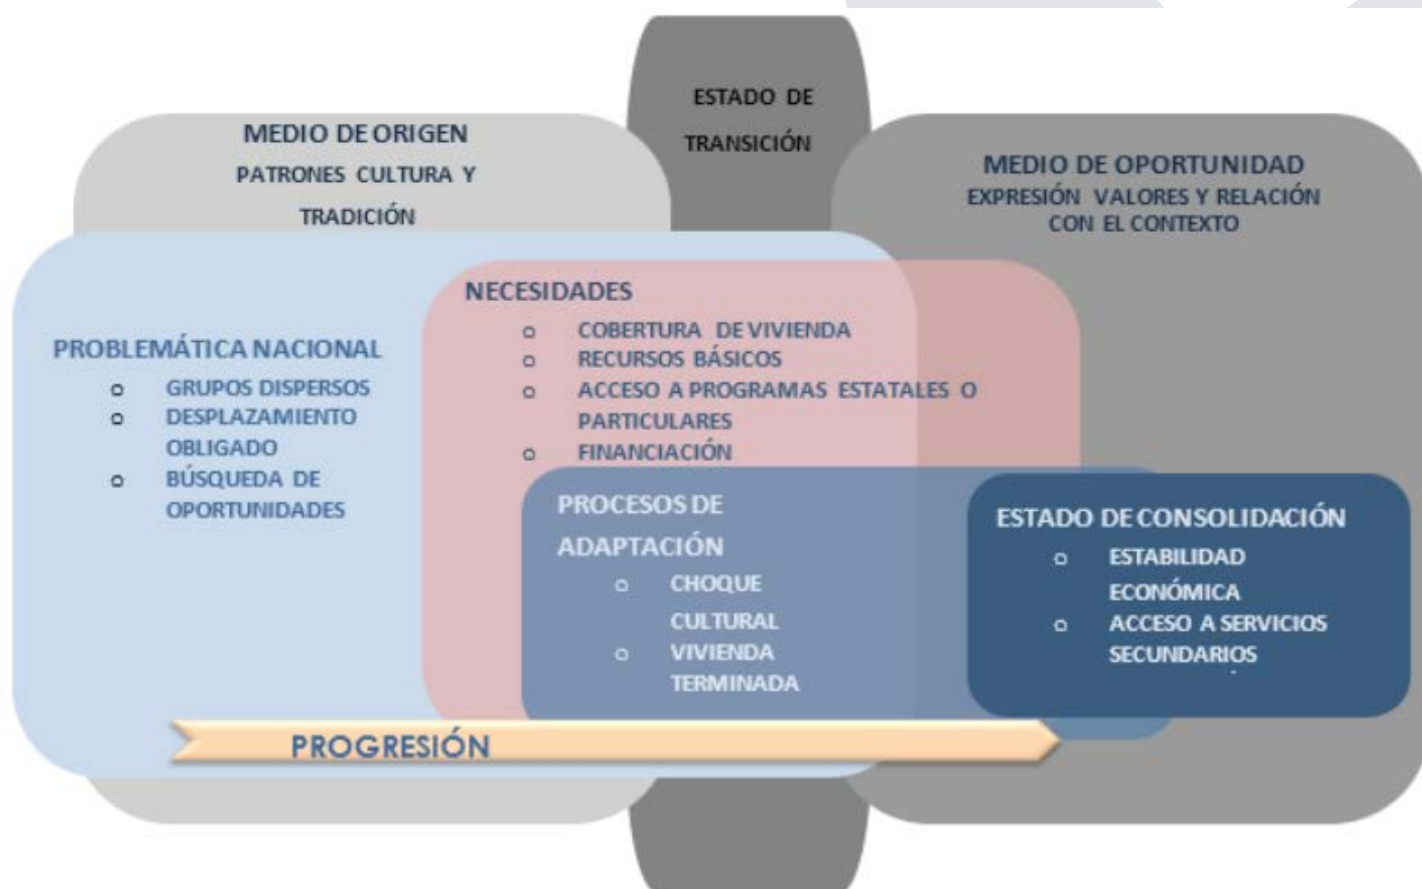 ESTADO DE
TRANSICIÓN
MEDIO DE ORIGEN
PATRONES CULTURA Y
TRADICIÓN
MEDIO DE OPORTUNIDAD
EXPRESIÓN VALORES Y RELACIÓN
CON EL CONTEXTO
PROBLEMÁTICA NACIONAL
GRUPOS DISPERSOS
DESPLAZAMIENTO
OBLIGADO
BÚSQUEDA DE
OPORTUNIDADES
NECESIDADES
COBERTURA DE VIVIENDA
RECURSOS BÁSICOS
ACCESO A PROGRAMAS ESTATALES O
PARTICULARES
FINANCIACIÓN
PROCESOS DE
ADAPTACIÓN
CHOQUE
CULTURAL
VIVIENDA
TERMINADA
ESTADO DE CONSOLIDACIÓN
ESTABILIDAD
ECONÓMICA
ACCESO A SERVICIOS
SECUNDARIOS
PROGRESIÓN